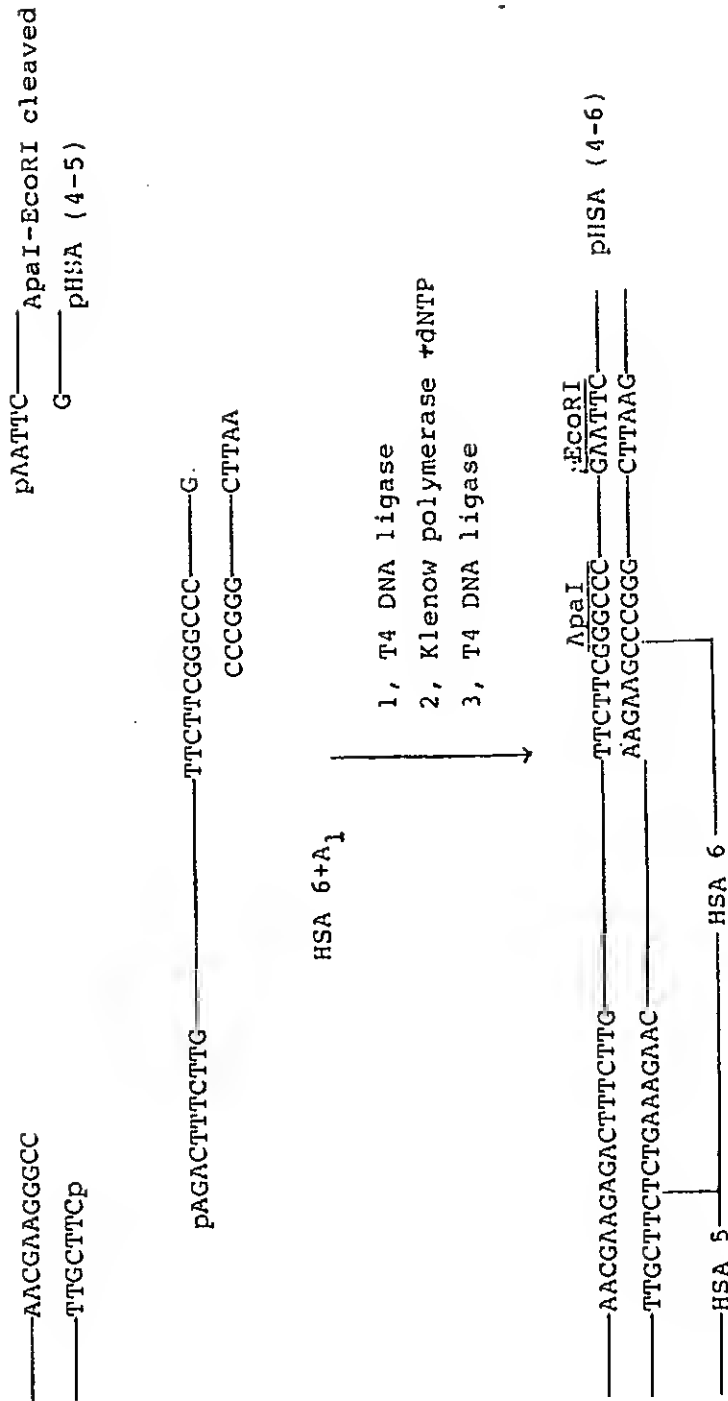 AACGAAGGGCC
TTGCTTCp
pAATTC
ApaI-EcoRI cleaved
G
pHSA (4-5)
pAGACTTTCTTG
TTCTTCGGGCCC
G
CCCGGG
CTTAA
HSA 6+A1
1, T4 DNA ligase
2, Klenow polymerase +dNTP
3, T4 DNA ligase
ApaI
EcoRI
AACGAAGAGACTTTCTTG
TTCTTCGGGCCC
GAATTC
pHSA (4-6)
TTGCTTCTCTGAAAGAAC
AAGAAGCCCGGG
CTTAAG
HSA 5
HSA 6